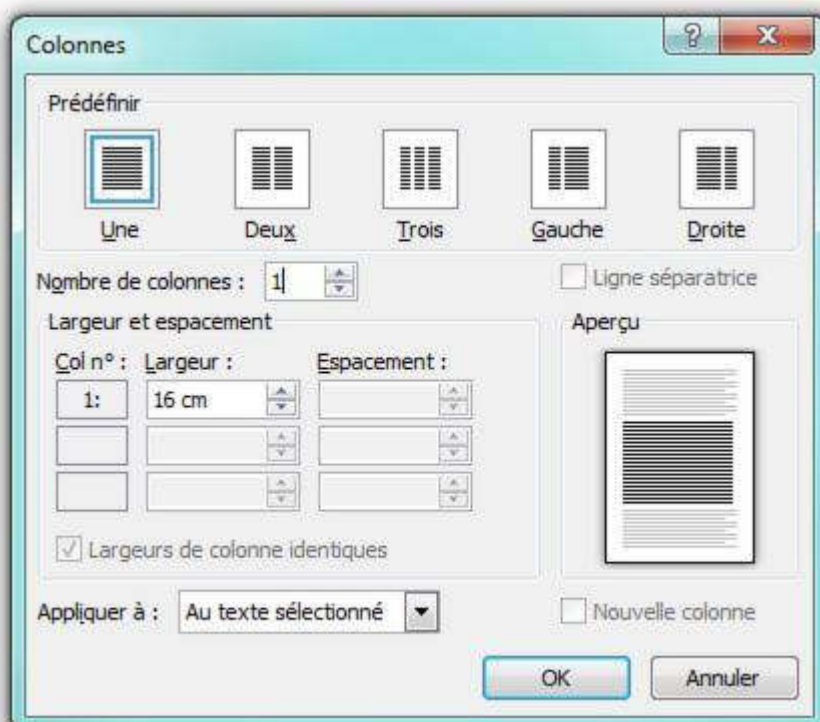 Colonnes
Prédéfinir
Une Deux Trois Gauche Droite
Nombre de colonnes : 1 Ligne séparatrice
Largeur et espacement Aperçu
Col n° : Largeur : Espacement :
1: 16 cm
Largeurs de colonne identiques
Appliquer à : Au texte sélectionné Nouvelle colonne
OK Annuler